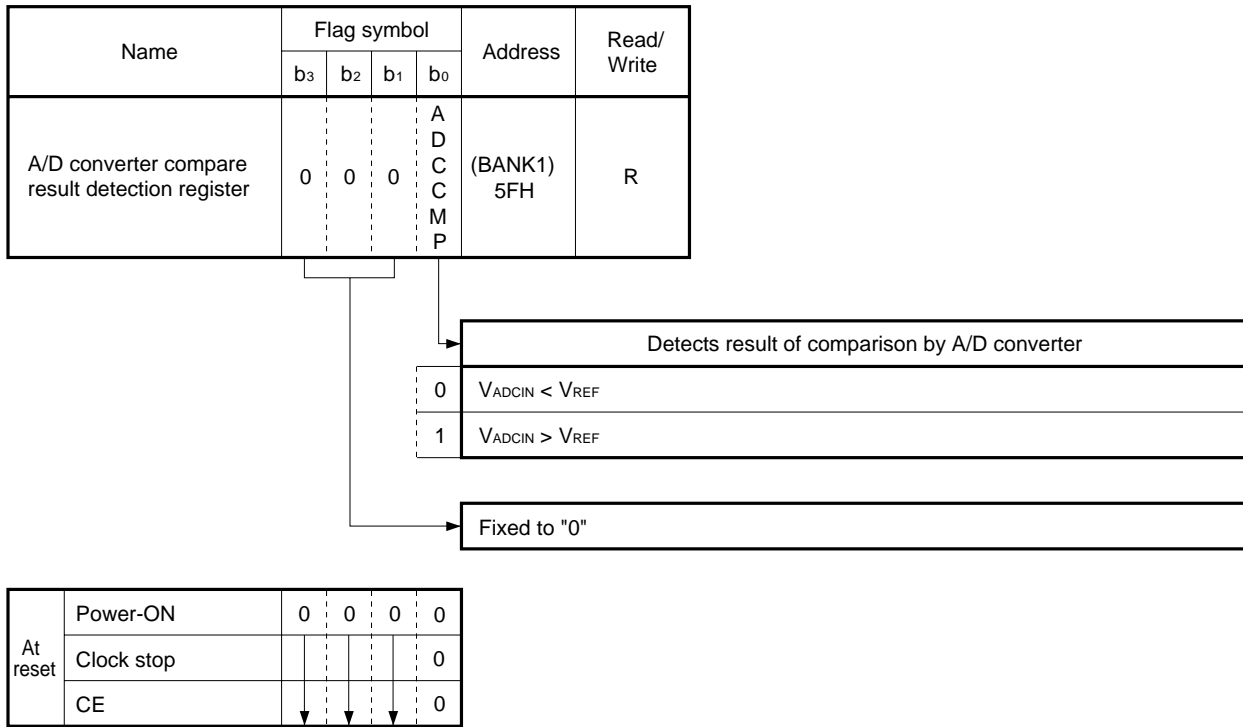 Name
Flag symbol
Address
Read/
Write
b3 b2 b1 b0
A/D converter compare
result detection register
0 0 0
A
D
C
C
M
P
(BANK1)
5FH
R
Detects result of comparison by A/D converter
0 VADCIN < VREF
1 VADCIN > VREF
Fixed to "0"
At
reset
Power-ON 0 0 0 0
Clock stop 0
CE 0